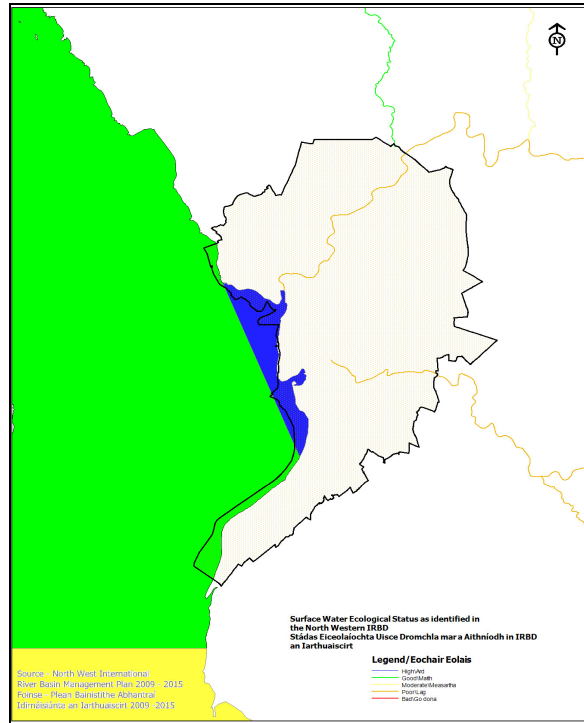 N
Surface Water Ecological Status as identified in
the North Western IRBD
Stádas Eiceolaíochta Uisce Dromchla mar a Aithníodh in IRBD
an Iarthuaiscirt
Legend/Eochair Eolais
High\Ard
Good\Maith
Moderate\Measartha
Poor\Lag
Bad\Go dona
Source - North West International
River Basin Management Plan 2009 - 2015
Foinse - Plean Bainistithe Abhantraí
Idirnáisiúnta an Iarthuaiscirt 2009 -2015